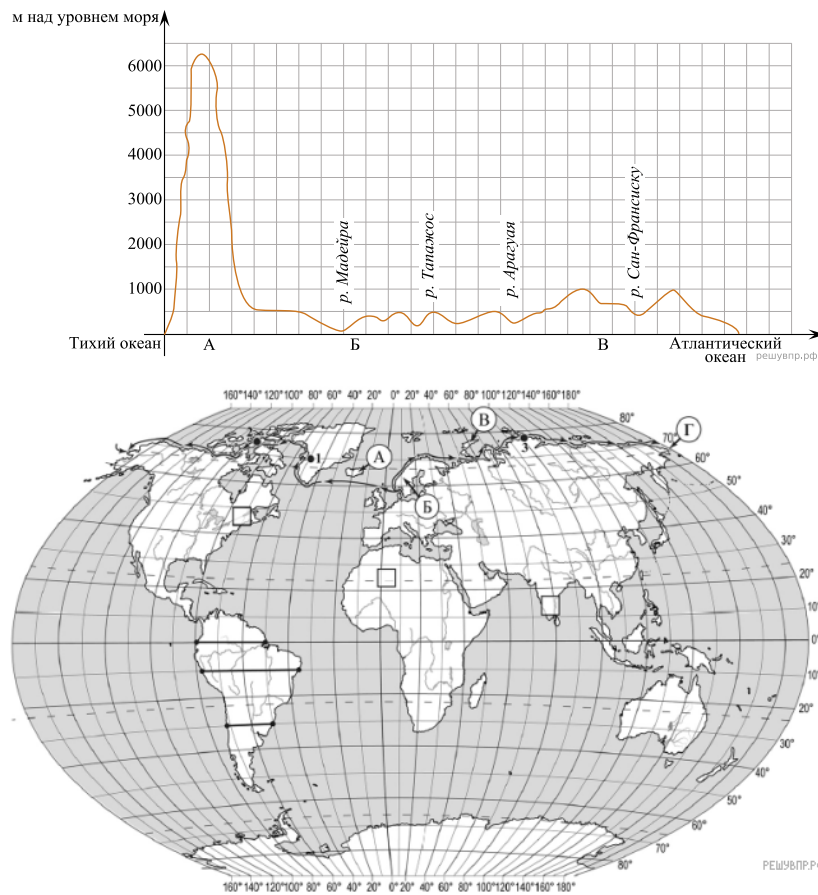 м над уровнем моря
6000
5000
4000
3000
2000
1000
р. Мадейра
р. Тапажос
р. Арагуая
р. Сан-Франсиску
Тихий океан
А
Б
В
Атлантический
океан
решувпр.рф
160°140°120°100° 80° 60° 40° 20° 0° 20° 40° 60° 80°100°120°140°160°180°
80°
В
Г
70°
2
1
А
3
60°
50°
Б
40°
30°
20°
10°
0°
10°
20°
30°
40°
50°
60°
70°
80°
РЕШУВПР.РФ
160°140°120°100° 80° 60° 40° 20° 0° 20° 40° 60° 80°100°120°140°160°180°